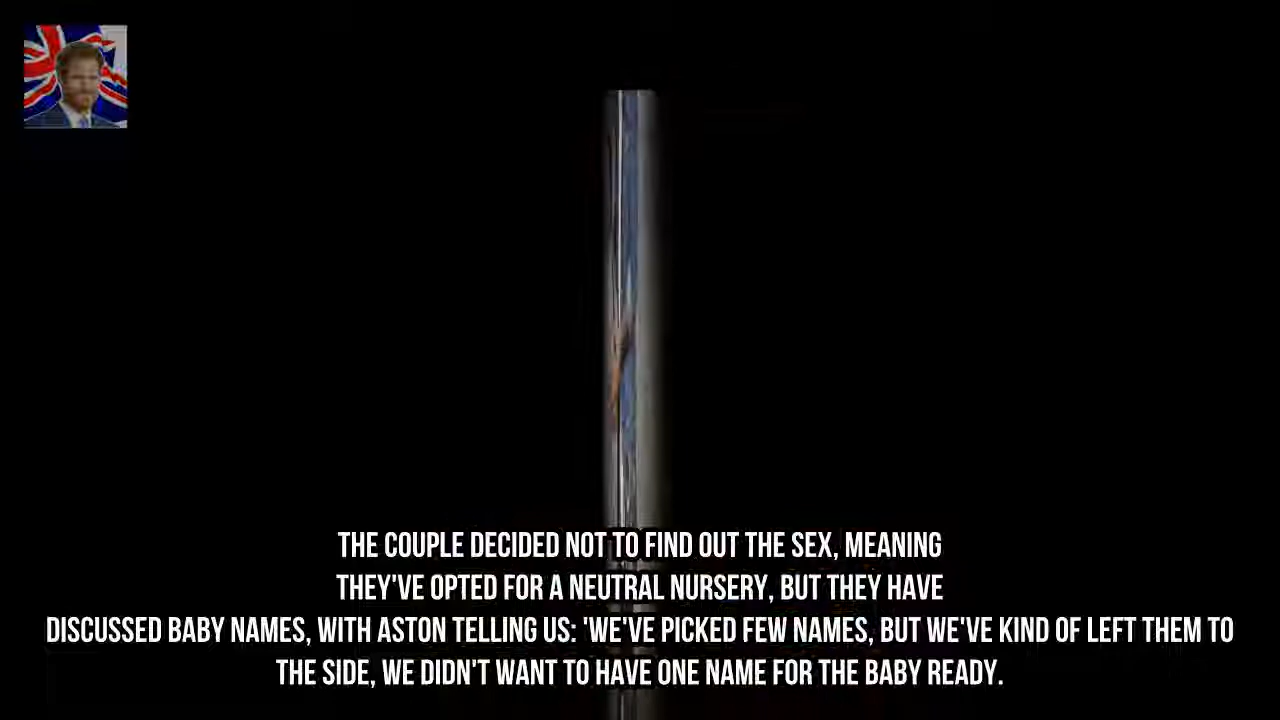 THE COUPLE DECIDED NOT TO FIND OUT THE SEX, MEANING
THEY'VE OPTED FOR A NEUTRAL NURSERY, BUT THEY HAVE
DISCUSSED BABY NAMES, WITH ASTON TELLING US: 'WE'VE PICKED FEW NAMES, BUT WE'VE KIND OF LEFT THEM TO
THE SIDE, WE DIDN'T WANT TO HAVE ONE NAME FOR THE BABY READY.